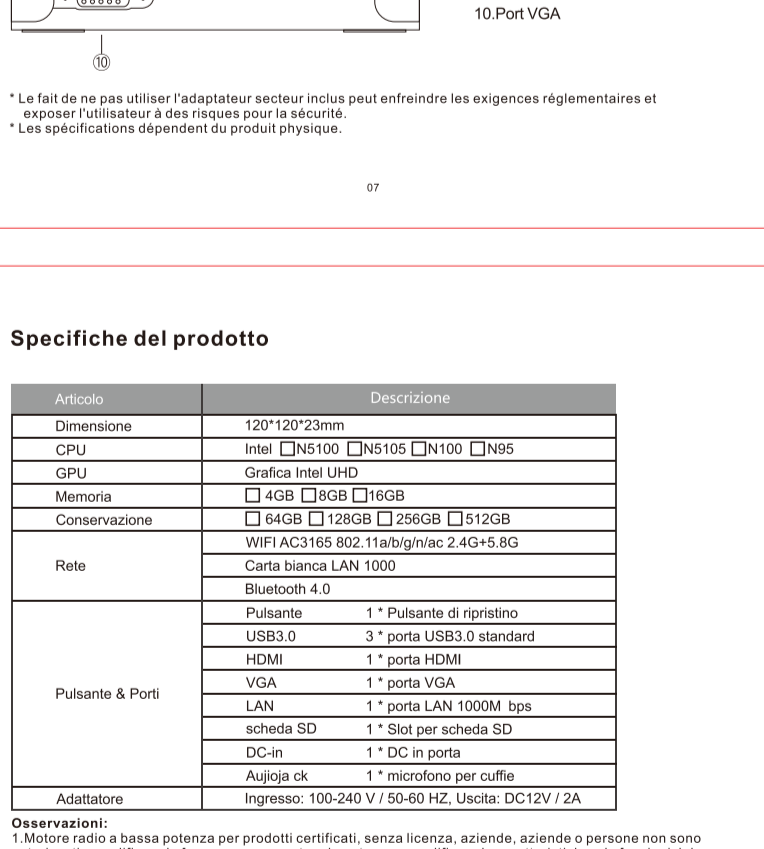 10.Port VGA
⑩
* Le fait de ne pas utiliser l'adaptateur secteur inclus peut enfreindre les exigences réglementaires et
exposer l'utilisateur à des risques pour la sécurité.
* Les spécifications dépendent du produit physique.
07
Specifiche del prodotto
Articolo Descrizione
Dimensione 120*120*23mm
CPU Intel ☐N5100 ☐N5105 ☐N100 ☐N95
GPU Grafica Intel UHD
Memoria ☐ 4GB ☐8GB ☐16GB
Conservazione ☐ 64GB ☐ 128GB ☐ 256GB ☐512GB
Rete
WIFI AC3165 802.11a/b/g/n/ac 2.4G+5.8G
Carta bianca LAN 1000
Bluetooth 4.0
Pulsante & Porti
Pulsante 1 * Pulsante di ripristino
USB3.0 3 * porta USB3.0 standard
HDMI 1 * porta HDMI
VGA 1 * porta VGA
LAN 1 * porta LAN 1000M bps
scheda SD 1 * Slot per scheda SD
DC-in 1 * DC in porta
Aujioja ck 1 * microfono per cuffie
Adattatore Ingresso: 100-240 V / 50-60 HZ, Uscita: DC12V / 2A
Osservazioni:
1.Motore radio a bassa potenza per prodotti certificati, senza licenza, aziende, aziende o persone non sono